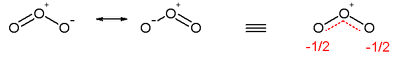 O O+ O- O- O+ O O O+ O
-1/2 -1/2